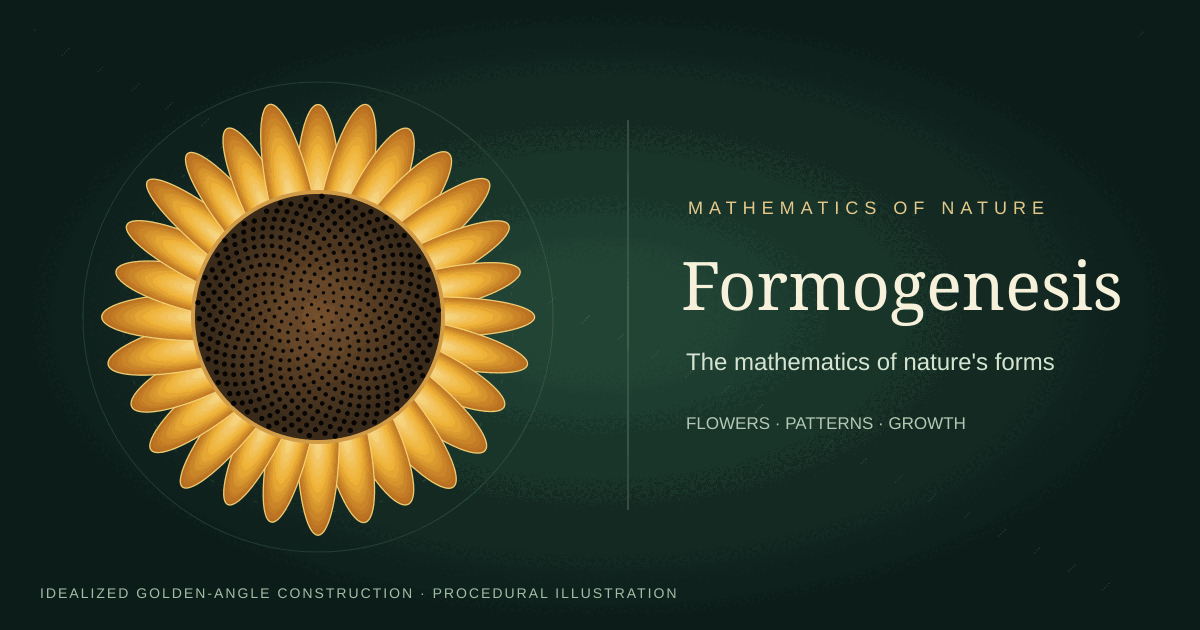 MATHEMATICS OF NATURE
Formogenesis
The mathematics of nature's forms
FLOWERS · PATTERNS · GROWTH
IDEALIZED GOLDEN-ANGLE CONSTRUCTION · PROCEDURAL ILLUSTRATION